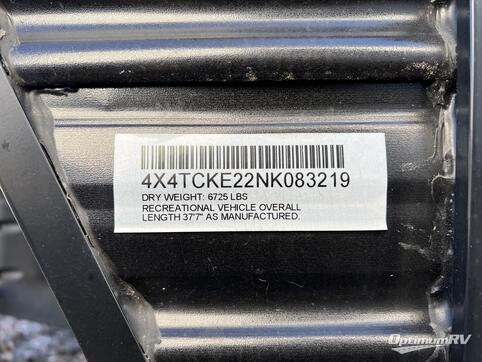 4X4TCKE22NK083219
DRY WEIGHT: 6725 LBS
RECREATIONAL VEHICLE OVERALL
LENGTH 37'7" AS MANUFACTURED.
OptimumRV